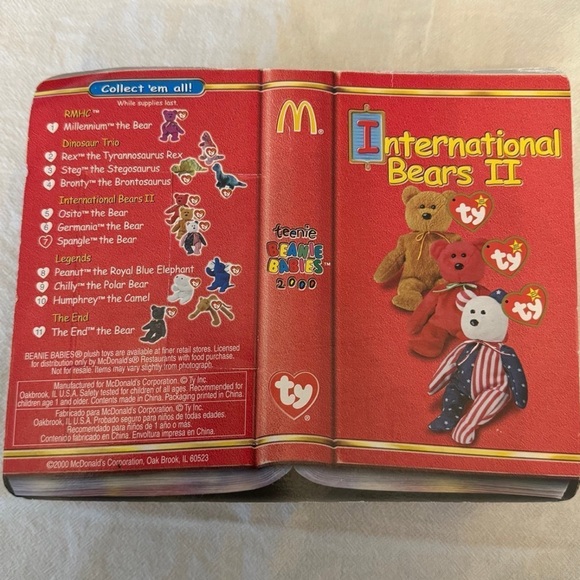 Collect 'em all!
While supplies last.
RMHC™
1 Millennium™ the Bear
Dinosaur Trio
2 Rex™ the Tyrannosaurus Rex
3 Steg™ the Stegosaurus
4 Bronty™ the Brontosaurus
International Bears II
5 Osito™ the Bear
6 Germania™ the Bear
7 Spangle™ the Bear
Legends
8 Peanut™ the Royal Blue Elephant
9 Chilly™ the Polar Bear
10 Humphrey™ the Camel
The End
11 The End™ the Bear
BEANIE BABIES® plush toys are available at finer retail stores. Licensed
for distribution only by McDonald's® Restaurants with food purchase.
Not for resale. Items may vary slightly from photograph.
Manufactured for McDonald's Corporation, © Ty Inc.
Oakbrook, IL U.S.A. Safety tested for children of all ages. Recommended for
children age 1 and older. Contents made in China. Packaging printed in China.
Fabricado para McDonald's Corporation, © Ty Inc.
Oakbrook, IL U.S.A. Probado seguro para niños de todas edades.
Recomendado para niños de 1 año o más.
Contenido fabricado en China. Envoltura impresa en China.
©2000 McDonald's Corporation, Oak Brook, IL 60523
M
®
teenie
BEANIE
BABIES™
2000
ty
®
International
Bears II
ty
ty
ty